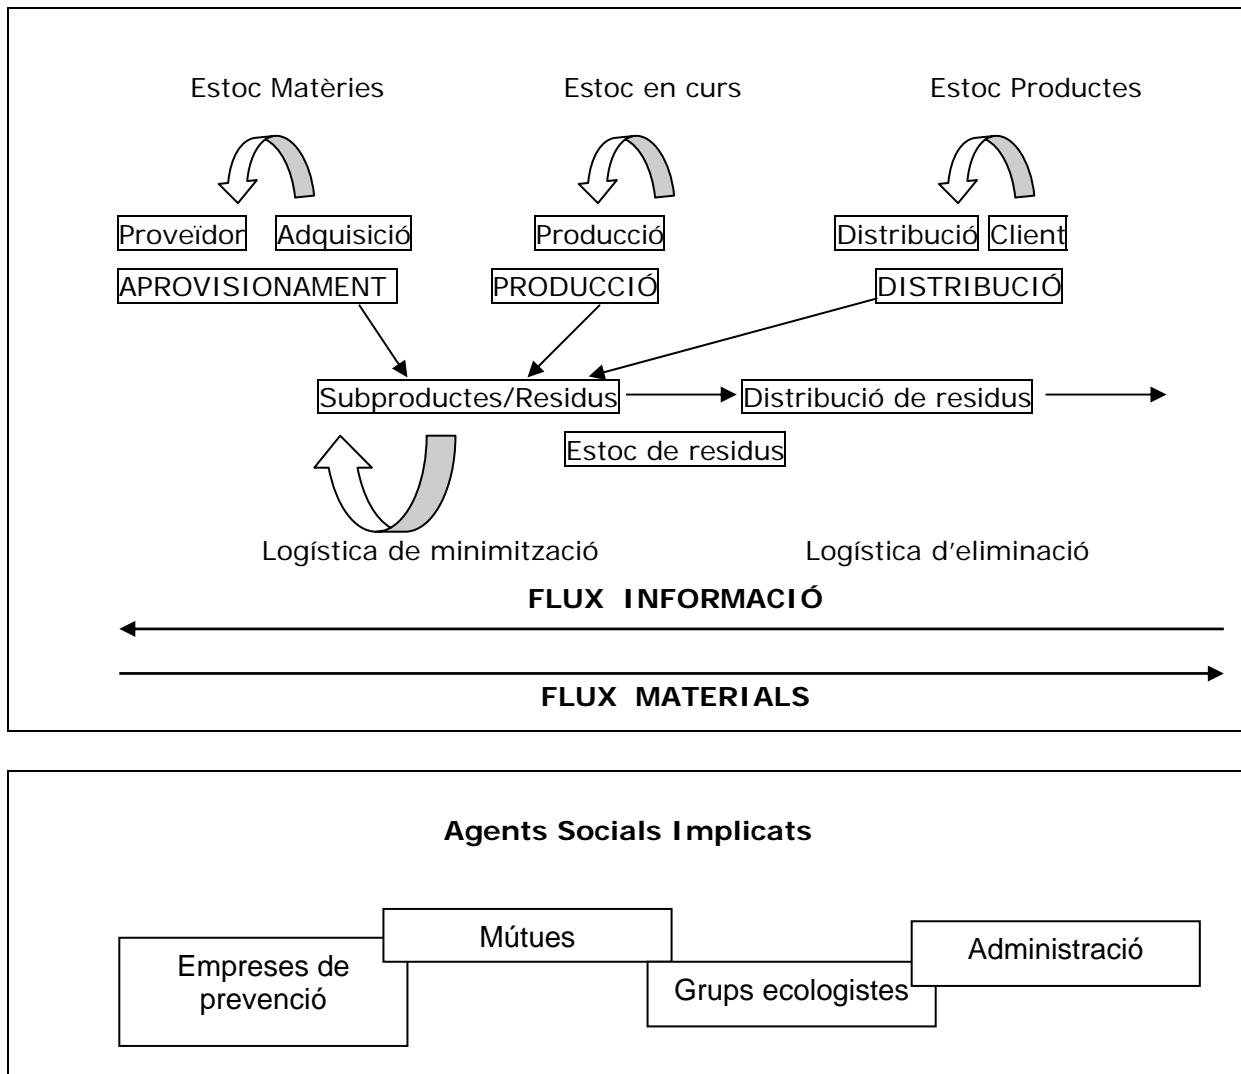 Estoc Matèries Estoc en curs Estoc Productes
Proveïdor Adquisició Producció Distribució Client
APROVISIONAMENT PRODUCCIÓ DISTRIBUCIÓ
Subproductes/Residus Distribució de residus
Estoc de residus
Logística de minimització Logística d'eliminació
FLUX INFORMACIÓ
FLUX MATERIALS
Agents Socials Implicats
Empreses de
prevenció
Mútues
Grups ecologistes
Administració